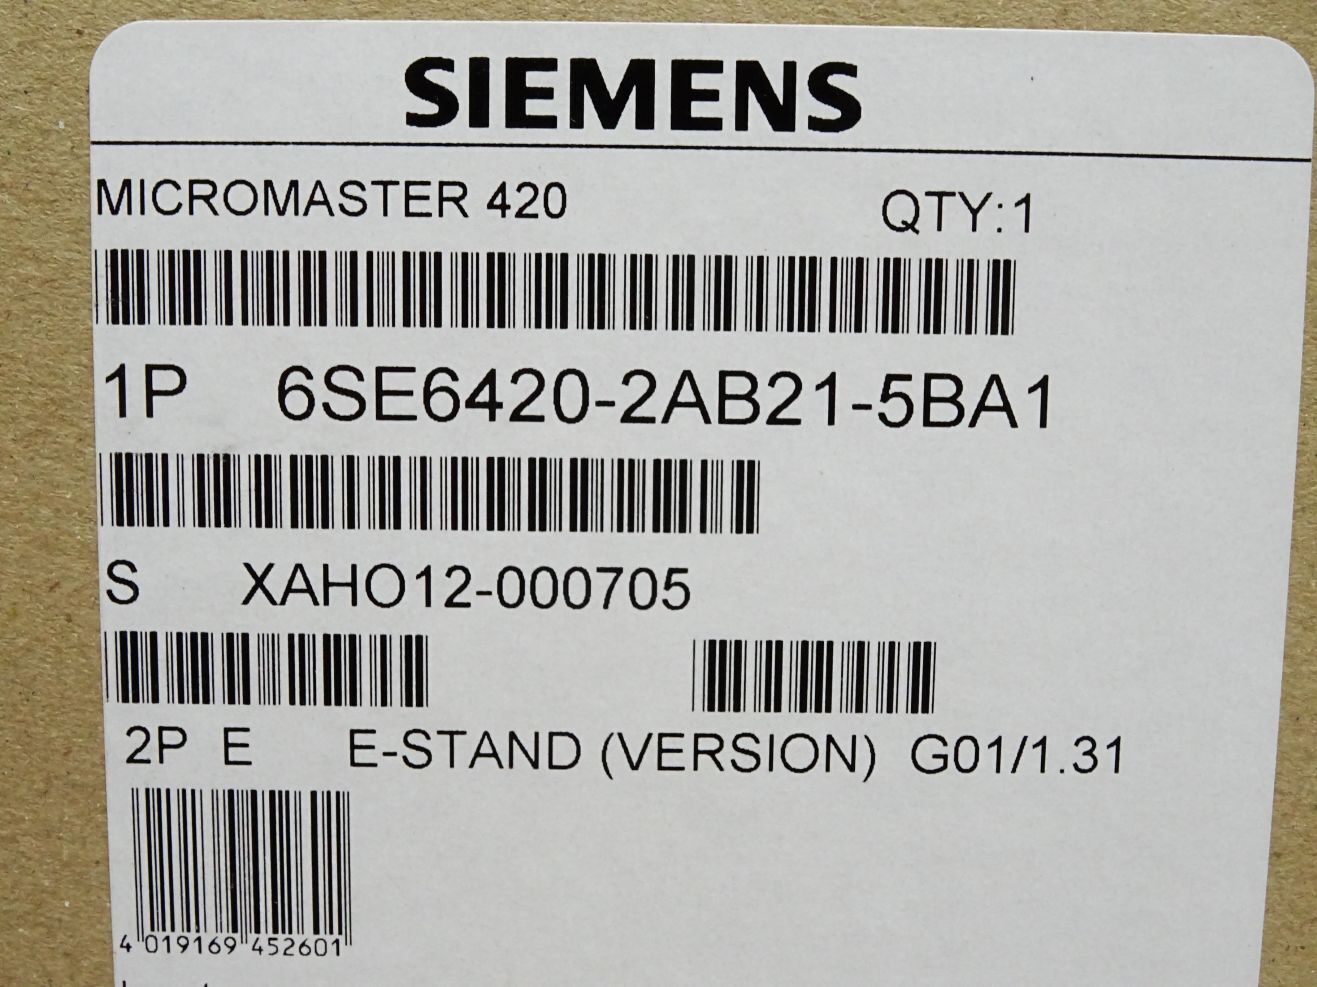 SIEMENS
MICROMASTER 420 QTY:1
1P 6SE6420-2AB21-5BA1
S XAHO12-000705
2P E E-STAND (VERSION) G01/1.31
4 019169 452601